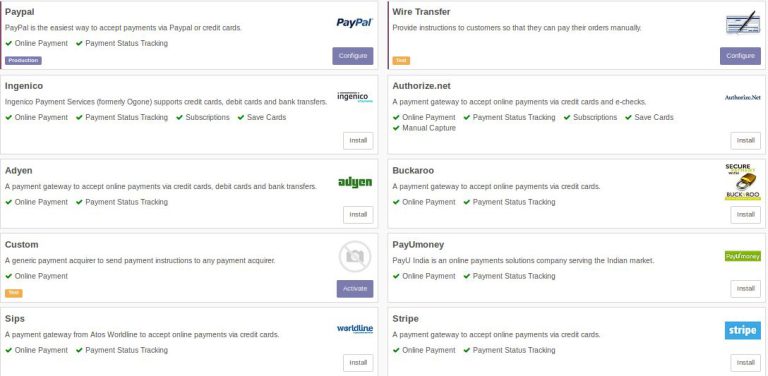 Paypal
PayPal is the easiest way to accept payments via Paypal or credit cards.
Online Payment Payment Status Tracking
Production
PayPal
Configure
Wire Transfer
Provide instructions to customers so that they can pay their orders manually.
Test
Configure
Ingenico
Ingenico Payment Services (formerly Ogone) supports credit cards, debit cards and bank transfers.
Online Payment Payment Status Tracking Subscriptions Save Cards
ingenico
Install
Authorize.net
A payment gateway to accept online payments via credit cards and e-checks.
Online Payment Payment Status Tracking Subscriptions Save Cards
Manual Capture
Authorize.Net
Install
Adyen
A payment gateway to accept online payments via credit cards, debit cards and bank transfers.
Online Payment Payment Status Tracking
adyen
Install
Buckaroo
A payment gateway to accept online payments via credit cards.
Online Payment Payment Status Tracking
SECURE
BUCKAROO
Install
Custom
A generic payment acquirer to send payment instructions to any payment acquirer.
Online Payment
Test
Activate
PayUmoney
PayU India is an online payments solutions company serving the Indian market.
Online Payment Payment Status Tracking
PayUmoney
Install
Sips
A payment gateway from Atos Worldline to accept online payments via credit cards.
Online Payment Payment Status Tracking
worldline
Install
Stripe
A payment gateway to accept online payments via credit cards.
Online Payment Payment Status Tracking
stripe
Install